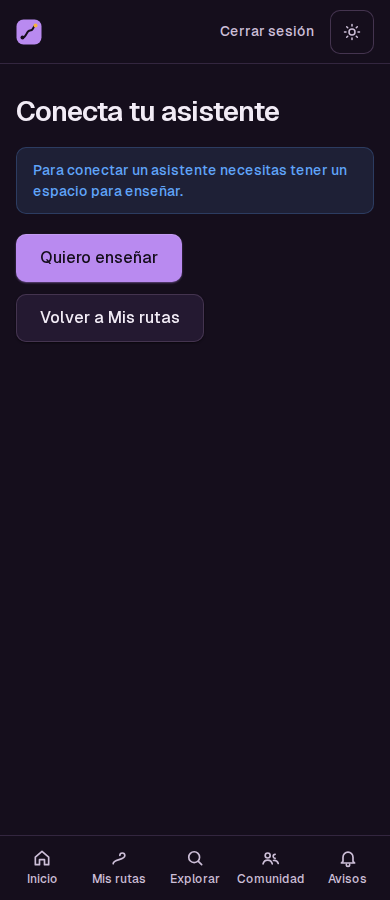 Cerrar sesión
Conecta tu asistente
Para conectar un asistente necesitas tener un
espacio para enseñar.
Quiero enseñar
Volver a Mis rutas
Inicio
Mis rutas
Explorar
Comunidad
Avisos